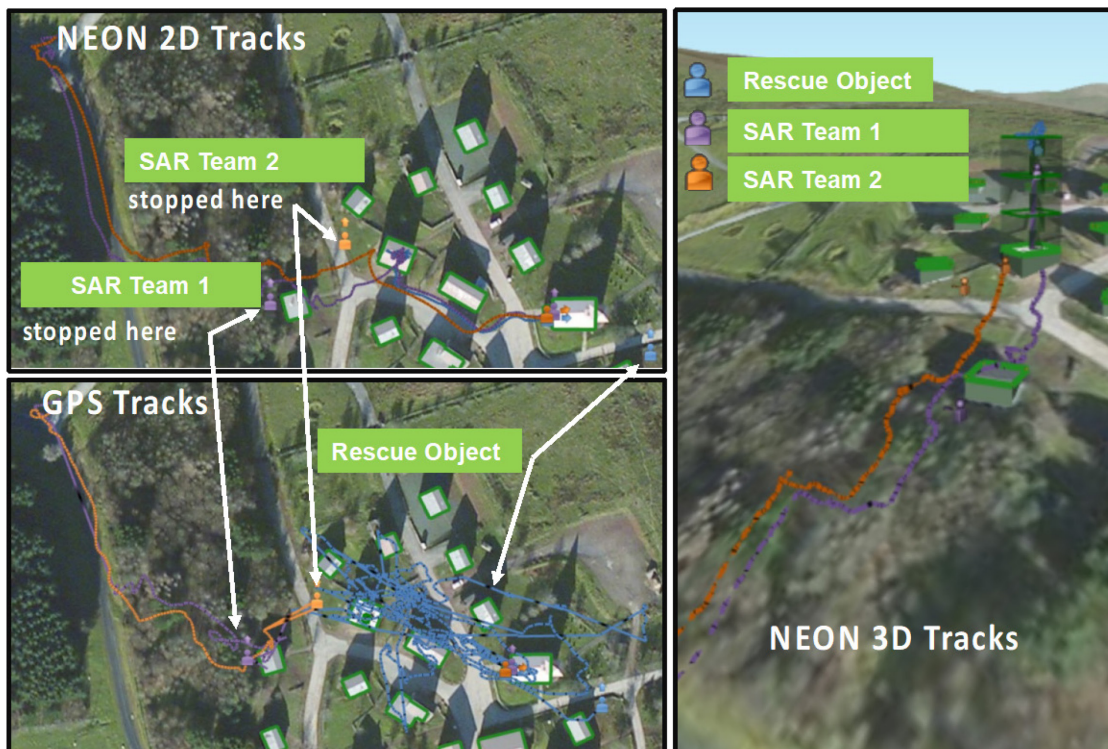 NEON 2D Tracks
SAR Team 2
stopped here
SAR Team 1
stopped here
GPS Tracks
Rescue Object
Rescue Object
SAR Team 1
SAR Team 2
NEON 3D Tracks